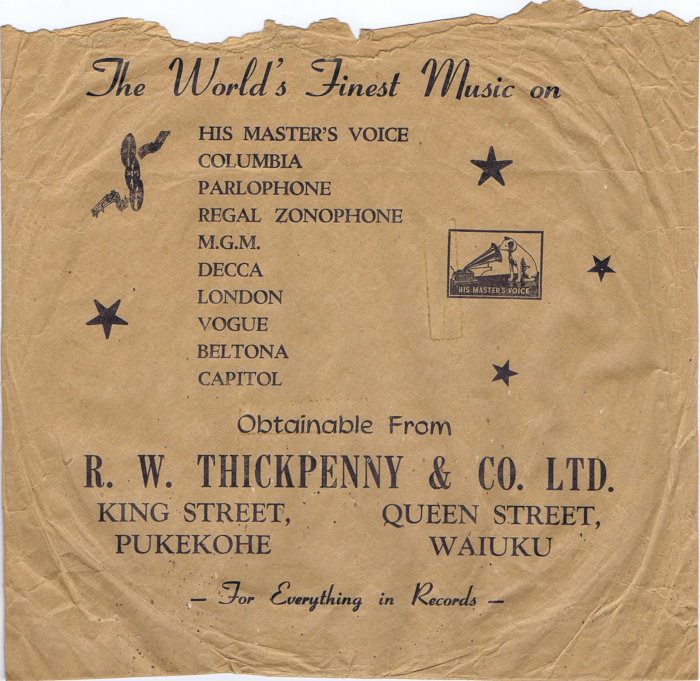 The World's Finest Music on
HIS MASTER'S VOICE
COLUMBIA
PARLOPHONE
REGAL ZONOPHONE
M.G.M.
DECCA
LONDON
VOGUE
BELTONA
CAPITOL
"HIS MASTER'S VOICE"
Obtainable From
R. W. THICKPENNY & CO. LTD.
KING STREET, QUEEN STREET,
PUKEKOHE WAIUKU
— For Everything in Records —